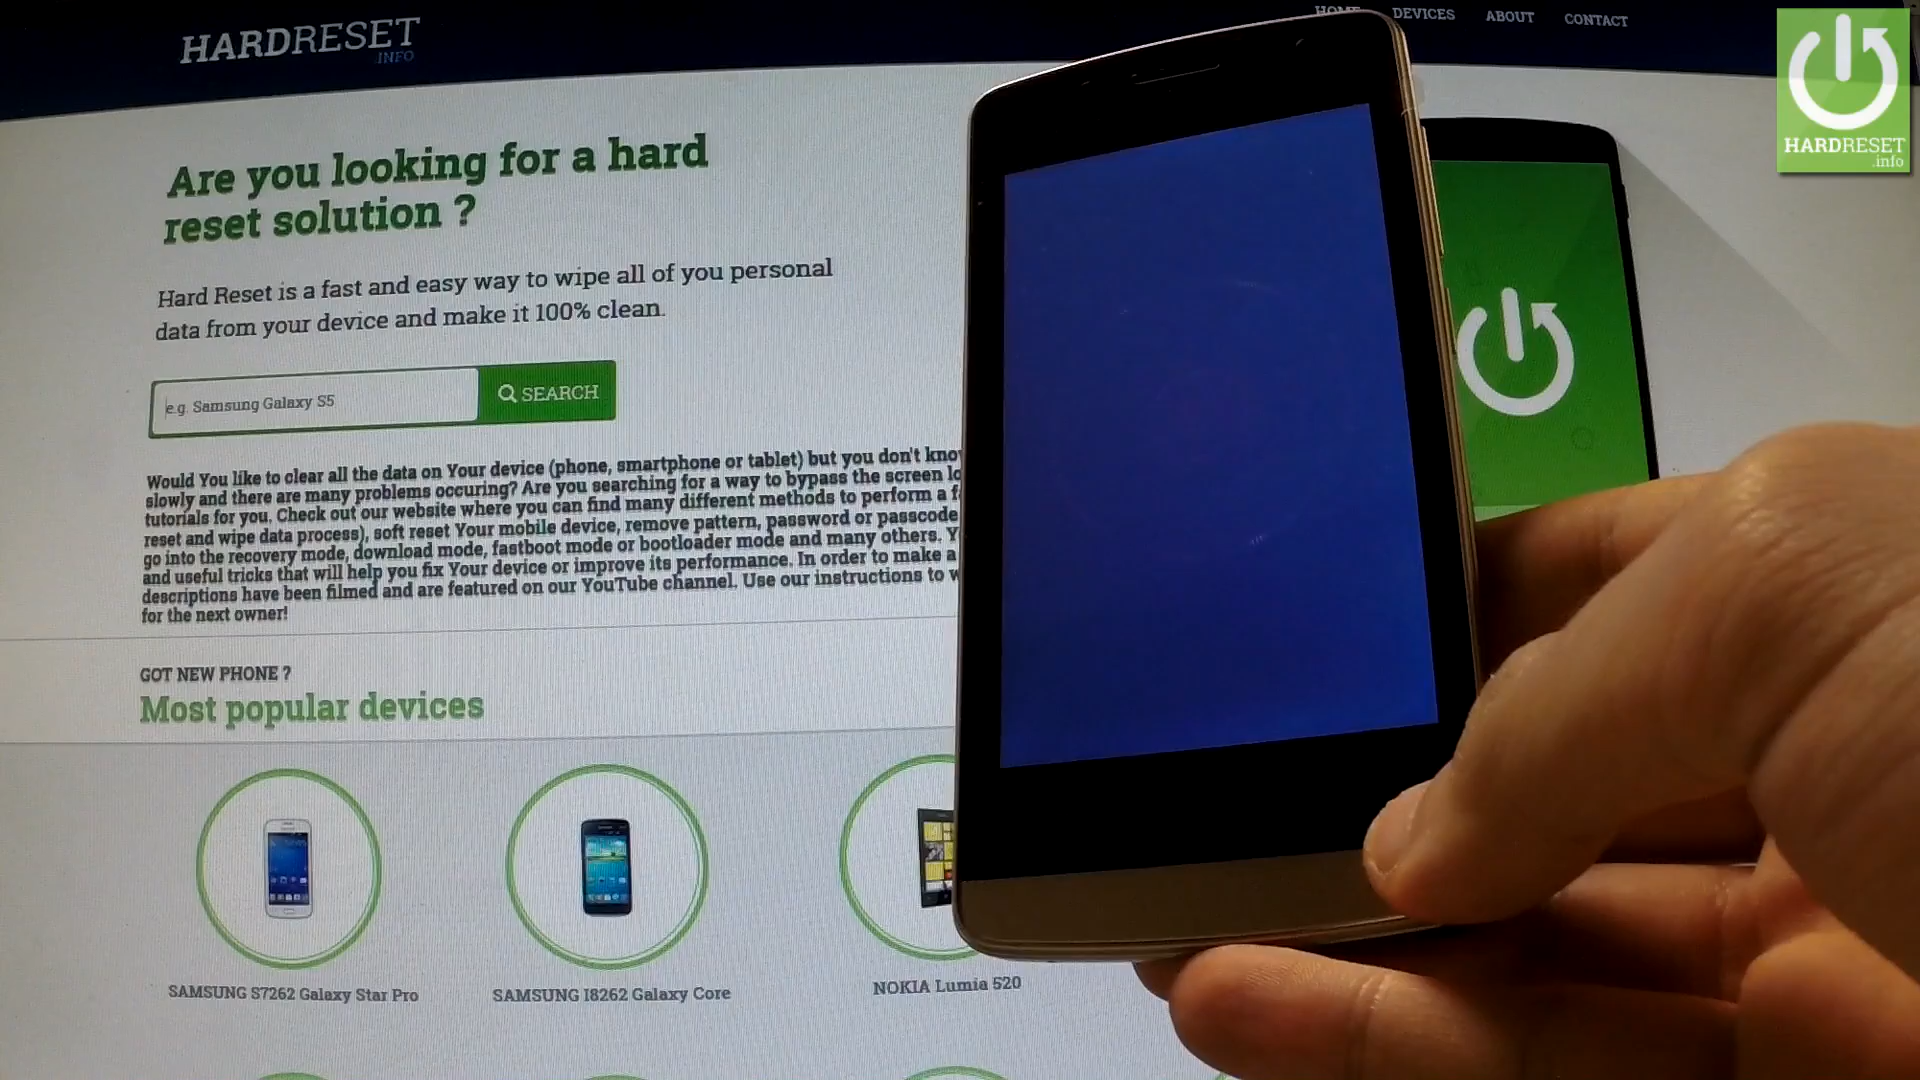 HARDRESET
.INFO
HOME DEVICES ABOUT CONTACT
HARDRESET
.info
Are you looking for a hard
reset solution ?
Hard Reset is a fast and easy way to wipe all of you personal
data from your device and make it 100% clean.
e.g. Samsung Galaxy S5
SEARCH
Would You like to clear all the data on Your device (phone, smartphone or tablet) but you don't
slowly and there are many problems occuring? Are you searching for a way to bypass the screen
tutorials for you. Check out our website where you can find many different methods to perform a
reset and wipe data process), soft reset Your mobile device, remove pattern, password or passcode
go into the recovery mode, download mode, fastboot mode or bootloader mode and many others.
and useful tricks that will help you fix Your device or improve its performance. In order to make a
descriptions have been filmed and are featured on our YouTube channel. Use our instructions to
for the next owner!
GOT NEW PHONE ?
Most popular devices
SAMSUNG S7262 Galaxy Star Pro
SAMSUNG I8262 Galaxy Core
NOKIA Lumia 520